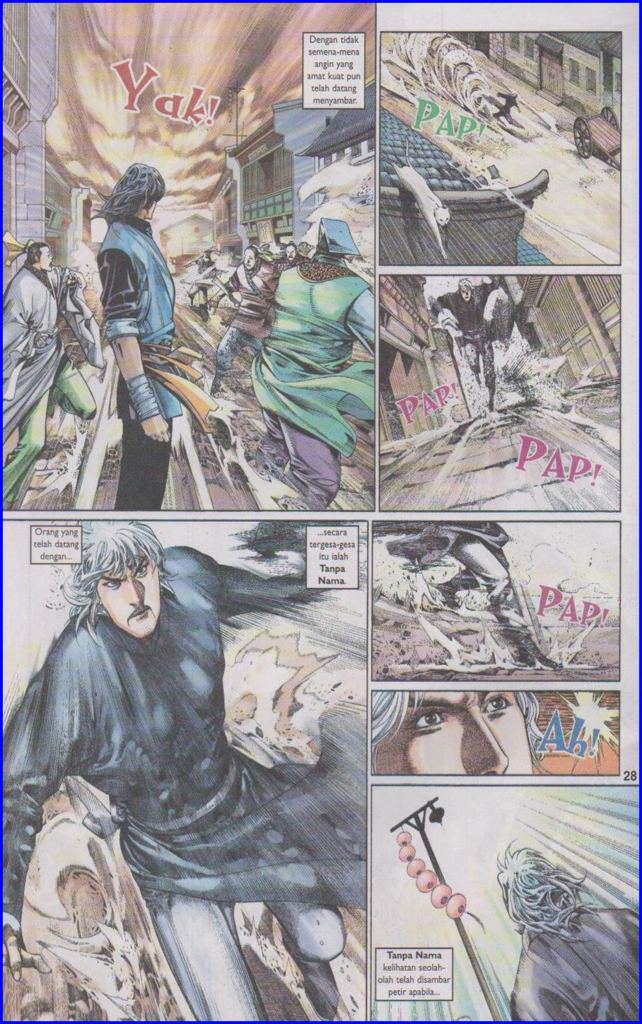 Yak!
Dengan tidak
semena-mena
angin yang
amat kuat pun
telah datang
menyambar.
PAP!
PAP!
PAP!
Orang yang
telah datang
dengan...
...secara
tergesa-gesa
itu ialah
Tanpa
Nama.
PAP!
Ah!
28
Tanpa Nama
kelihatan seolah-
olah telah disambar
petir apabila...